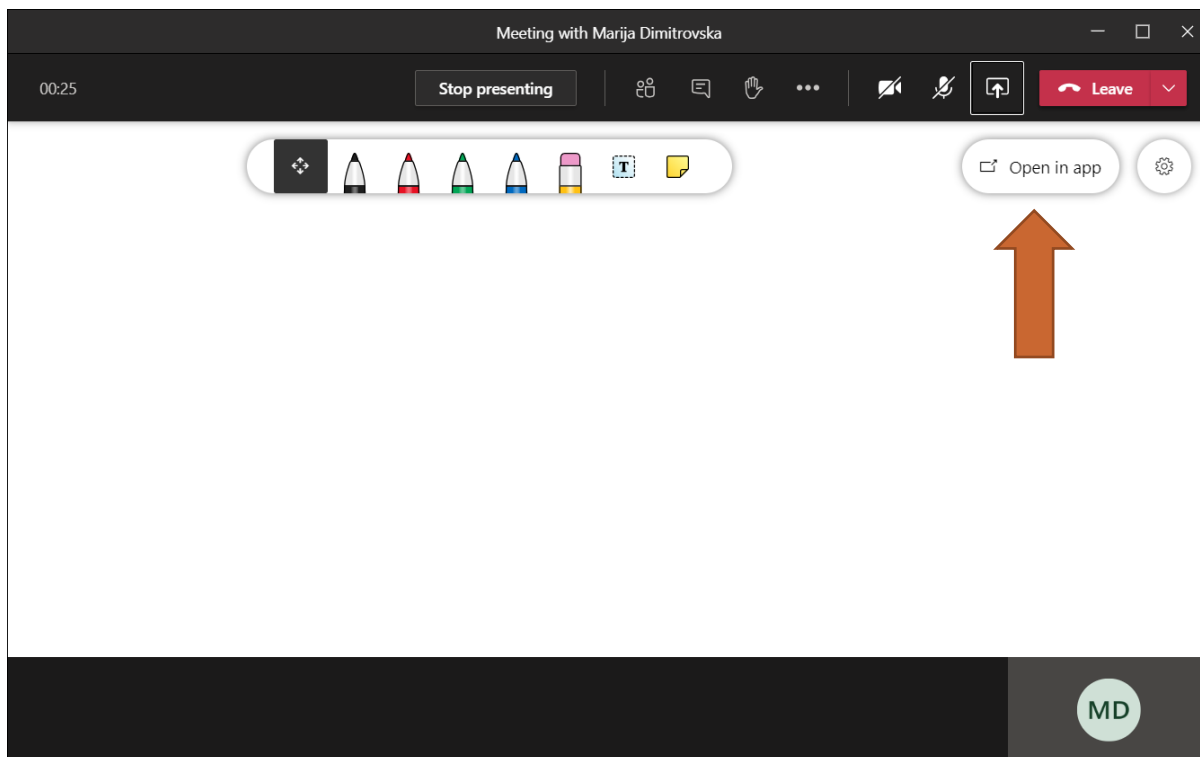 Meeting with Marija Dimitrovska
00:25
Stop presenting
Leave
T
Open in app
MD